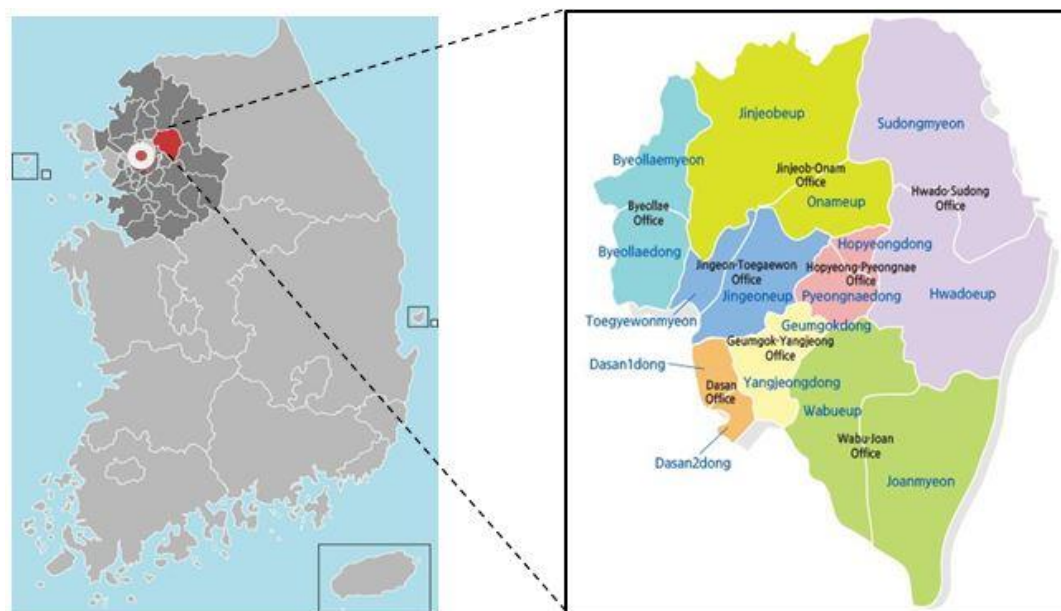 Jinjeobeup
Sudongmyeon
Byeollaemyeon
Jinjeob·Onam
Office
Hwado·Sudong
Office
Onameup
Byeollae
Office
Byeollaedong
Hopyeongdong
Jingeon·Toegaewon
Office
Hopyeong·Pyeongnae
Office
Jingeoneup
Pyeongnaedong
Hwadoeup
Toegyewonmyeon
Geumgokdong
Geumgok·Yangjeong
Office
Dasan1dong
Dasan
Office
Yangjeongdong
Wabueup
Wabu·Joan
Office
Dasan2dong
Joanmyeon